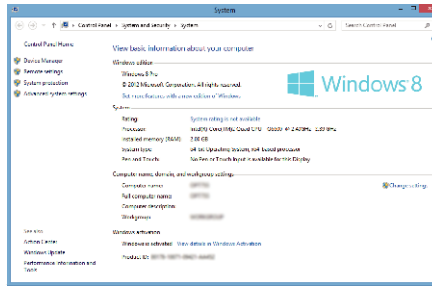 System
Control Panel ▸ System and Security ▸ System
Search Control Panel
Control Panel Home
Device Manager
Remote settings
System protection
Advanced system settings
View basic information about your computer
Windows edition
Windows 8 Pro
© 2012 Microsoft Corporation. All rights reserved.
Get more features with a new edition of Windows
Windows 8
System
Rating: System rating is not available
Processor: Intel(R) Core(TM)2 Quad CPU
Installed memory (RAM): 2.00 GB
System type: 64-bit Operating System, x64-based processor
Pen and Touch: No Pen or Touch Input is available for this Display
Computer name, domain, and workgroup settings
Computer name:
Change settings
Full computer name:
Computer description:
Workgroup:
See also
Action Center
Windows Update
Performance Information and
Tools
Windows activation
Windows is activated View details in Windows Activation
Product ID: